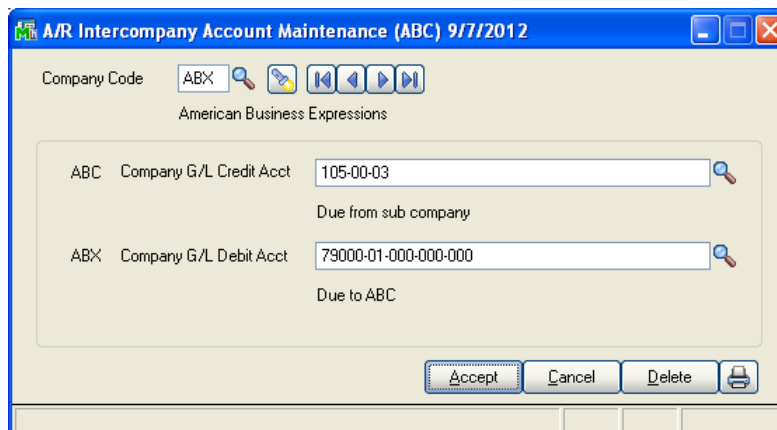 A/R Intercompany Account Maintenance (ABC) 9/7/2012
Company Code ABX
American Business Expressions
ABC Company G/L Credit Acct 105-00-03
Due from sub company
ABX Company G/L Debit Acct 79000-01-000-000-000
Due to ABC
Accept Cancel Delete